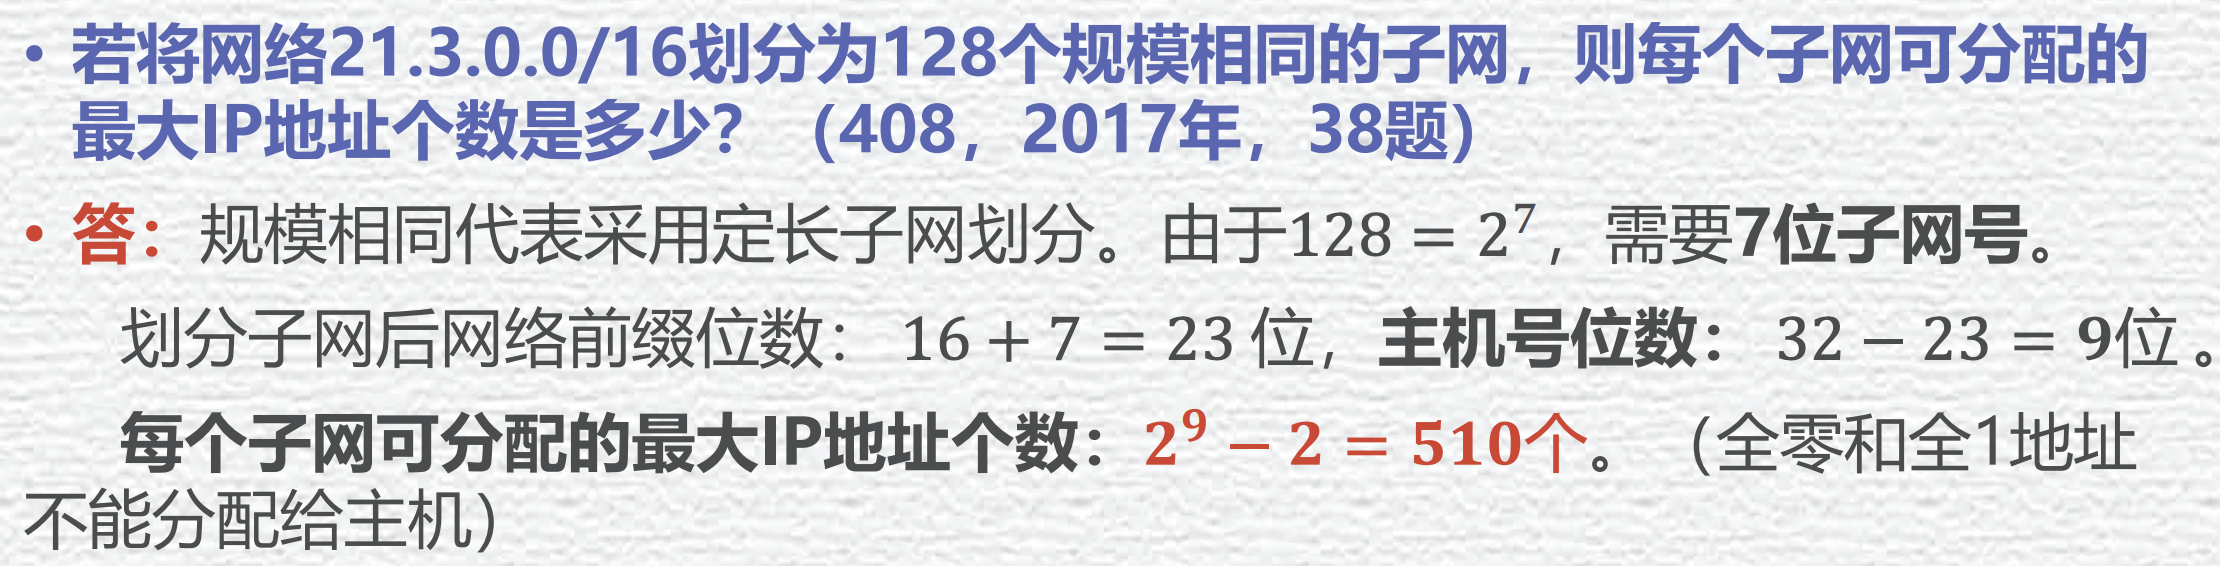 • 若将网络21.3.0.0/16划分为128个规模相同的子网，则每个子网可分配的
最大IP地址个数是多少？（408，2017年，38题）
• 答：规模相同代表采用定长子网划分。由于128 = 2⁷，需要7位子网号。
划分子网后网络前缀位数： 16 + 7 = 23 位，主机号位数： 32 − 23 = 9位 。
每个子网可分配的最大IP地址个数：2⁹ − 2 = 510个。（全零和全1地址
不能分配给主机）